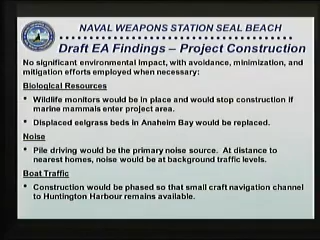 NAVAL WEAPONS STATION SEAL BEACH
Draft EA Findings – Project Construction
No significant environmental impact, with avoidance, minimization, and
mitigation efforts employed when necessary:
Biological Resources
• Wildlife monitors would be in place and would stop construction if
marine mammals enter project area.
• Displaced eelgrass beds in Anaheim Bay would be replaced.
Noise
• Pile driving would be the primary noise source. At distance to
nearest homes, noise would be at background traffic levels.
Boat Traffic
• Construction would be phased so that small craft navigation channel
to Huntington Harbour remains available.